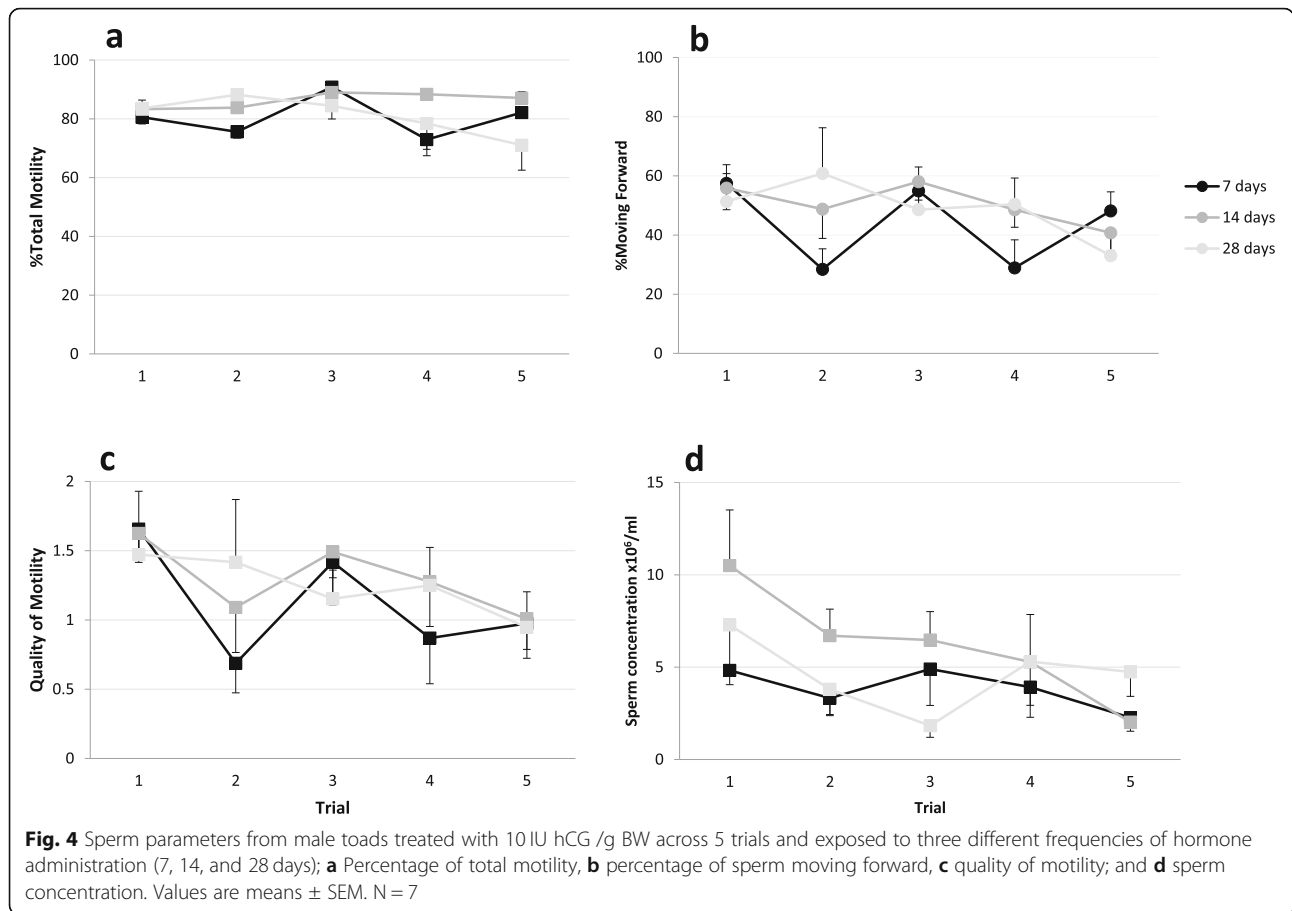 a
100
80
60
40
20
0
%Total Motility
1 2 3 4 5
b
100
80
60
40
20
0
%Moving Forward
1 2 3 4 5
7 days
14 days
28 days
c
2
1.5
1
0.5
0
Quality of Motility
1 2 3 4 5
Trial
d
15
10
5
0
Sperm concentration x10⁶/ml
1 2 3 4 5
Trial
Fig. 4 Sperm parameters from male toads treated with 10 IU hCG /g BW across 5 trials and exposed to three different frequencies of hormone
administration (7, 14, and 28 days); a Percentage of total motility, b percentage of sperm moving forward, c quality of motility; and d sperm
concentration. Values are means ± SEM. N = 7